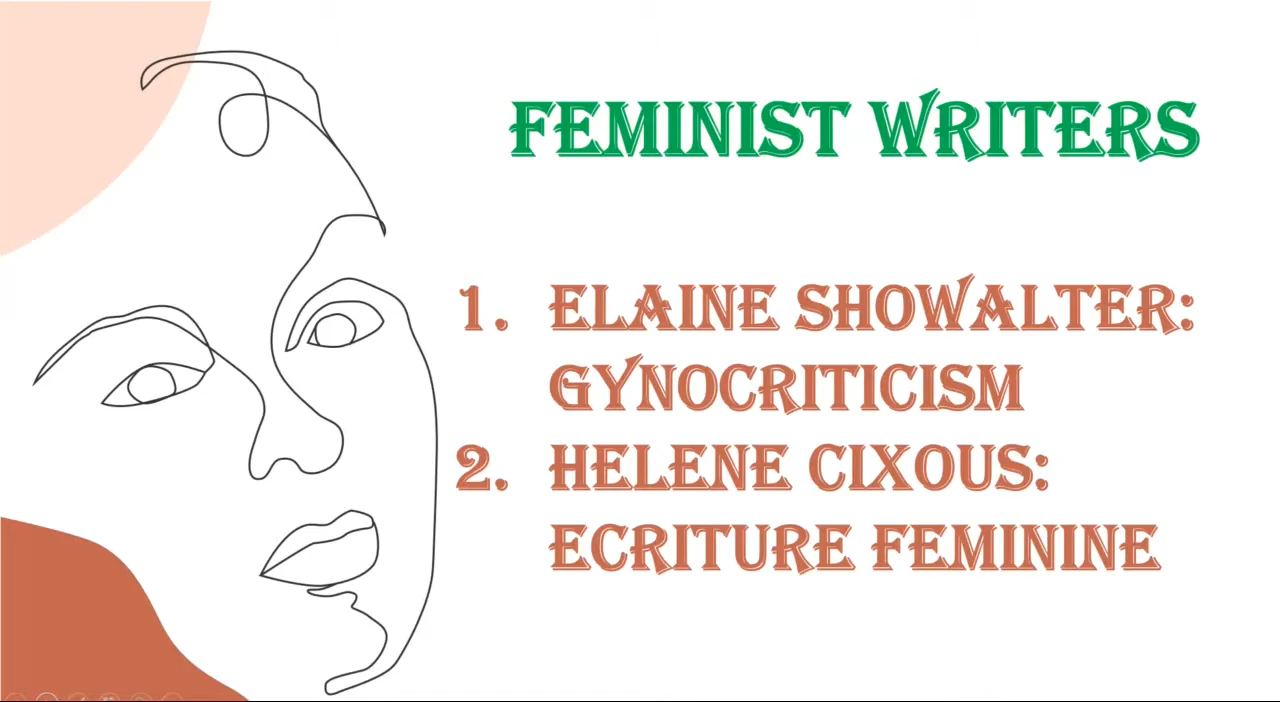 FEMINIST WRITERS
1. ELAINE SHOWALTER:
GYNOCRITICISM
2. HELENE CIXOUS:
ECRITURE FEMININE